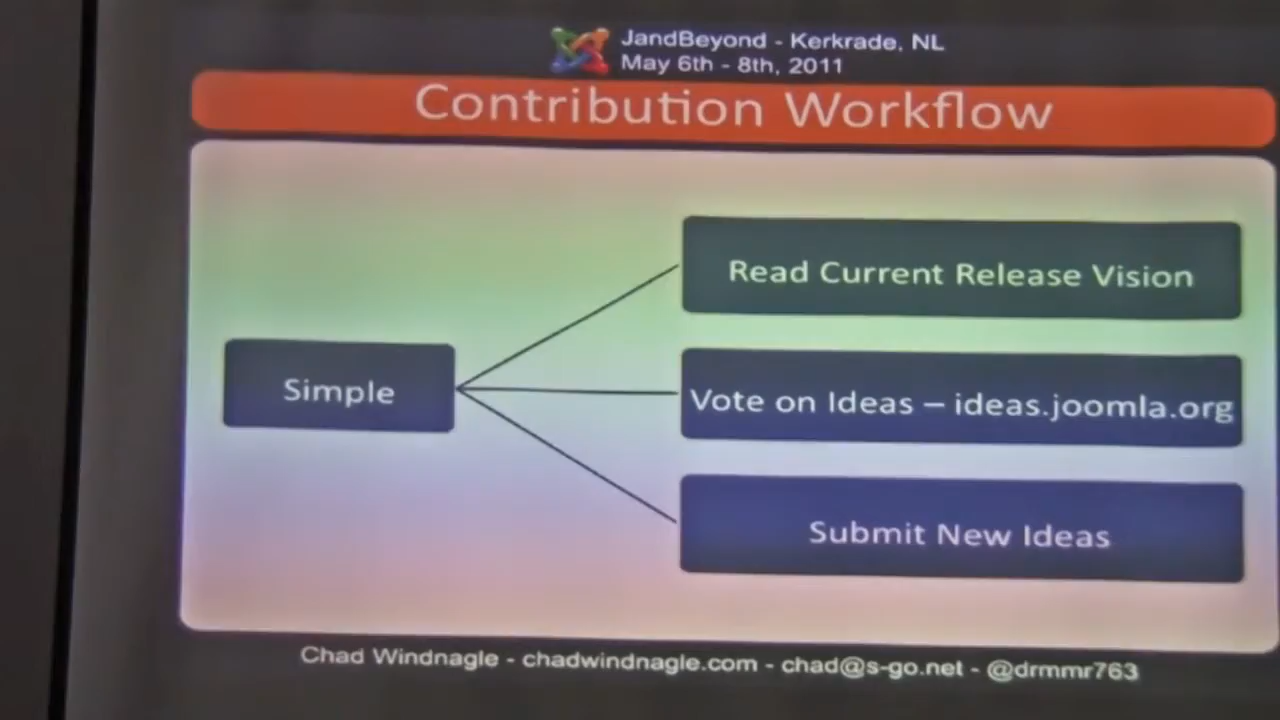 JandBeyond - Kerkrade, NL
May 6th - 8th, 2011
Contribution Workflow
Read Current Release Vision
Simple
Vote on Ideas – ideas.joomla.org
Submit New Ideas
Chad Windnagle - chadwindnagle.com - chad@s-go.net - @drmmr763